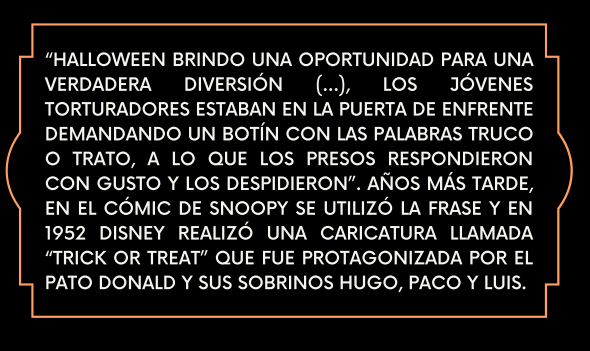 “HALLOWEEN BRINDO UNA OPORTUNIDAD PARA UNA
VERDADERA DIVERSIÓN (...), LOS JÓVENES
TORTURADORES ESTABAN EN LA PUERTA DE ENFRENTE
DEMANDANDO UN BOTÍN CON LAS PALABRAS TRUCO
O TRATO, A LO QUE LOS PRESOS RESPONDIERON
CON GUSTO Y LOS DESPIDIERON”. AÑOS MÁS TARDE,
EN EL CÓMIC DE SNOOPY SE UTILIZÓ LA FRASE Y EN
1952 DISNEY REALIZÓ UNA CARICATURA LLAMADA
“TRICK OR TREAT” QUE FUE PROTAGONIZADA POR EL
PATO DONALD Y SUS SOBRINOS HUGO, PACO Y LUIS.